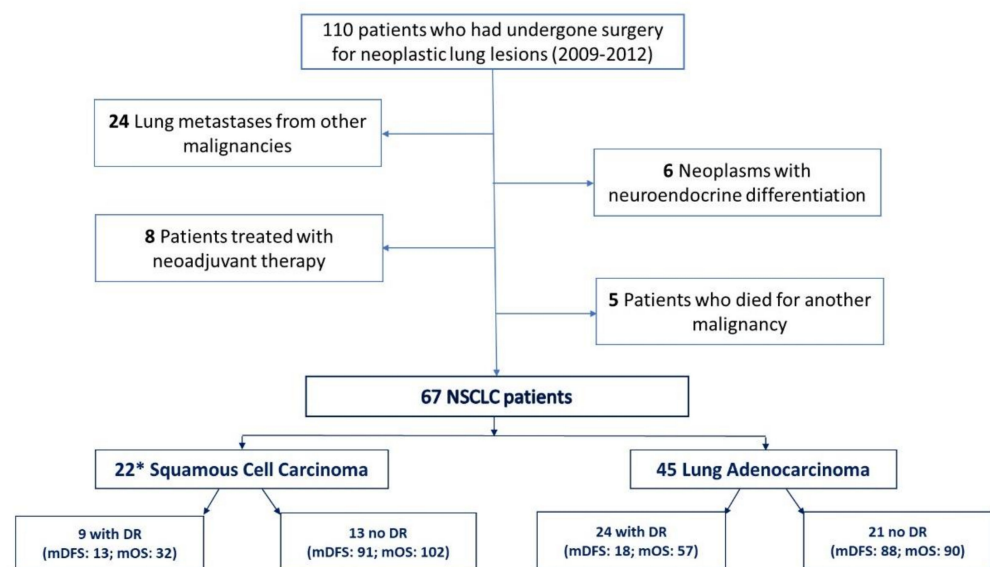 110 patients who had undergone surgery
for neoplastic lung lesions (2009-2012)
24 Lung metastases from other
malignancies
6 Neoplasms with
neuroendocrine differentiation
8 Patients treated with
neoadjuvant therapy
5 Patients who died for another
malignancy
67 NSCLC patients
22* Squamous Cell Carcinoma
45 Lung Adenocarcinoma
9 with DR
(mDFS: 13; mOS: 32)
13 no DR
(mDFS: 91; mOS: 102)
24 with DR
(mDFS: 18; mOS: 57)
21 no DR
(mDFS: 88; mOS: 90)